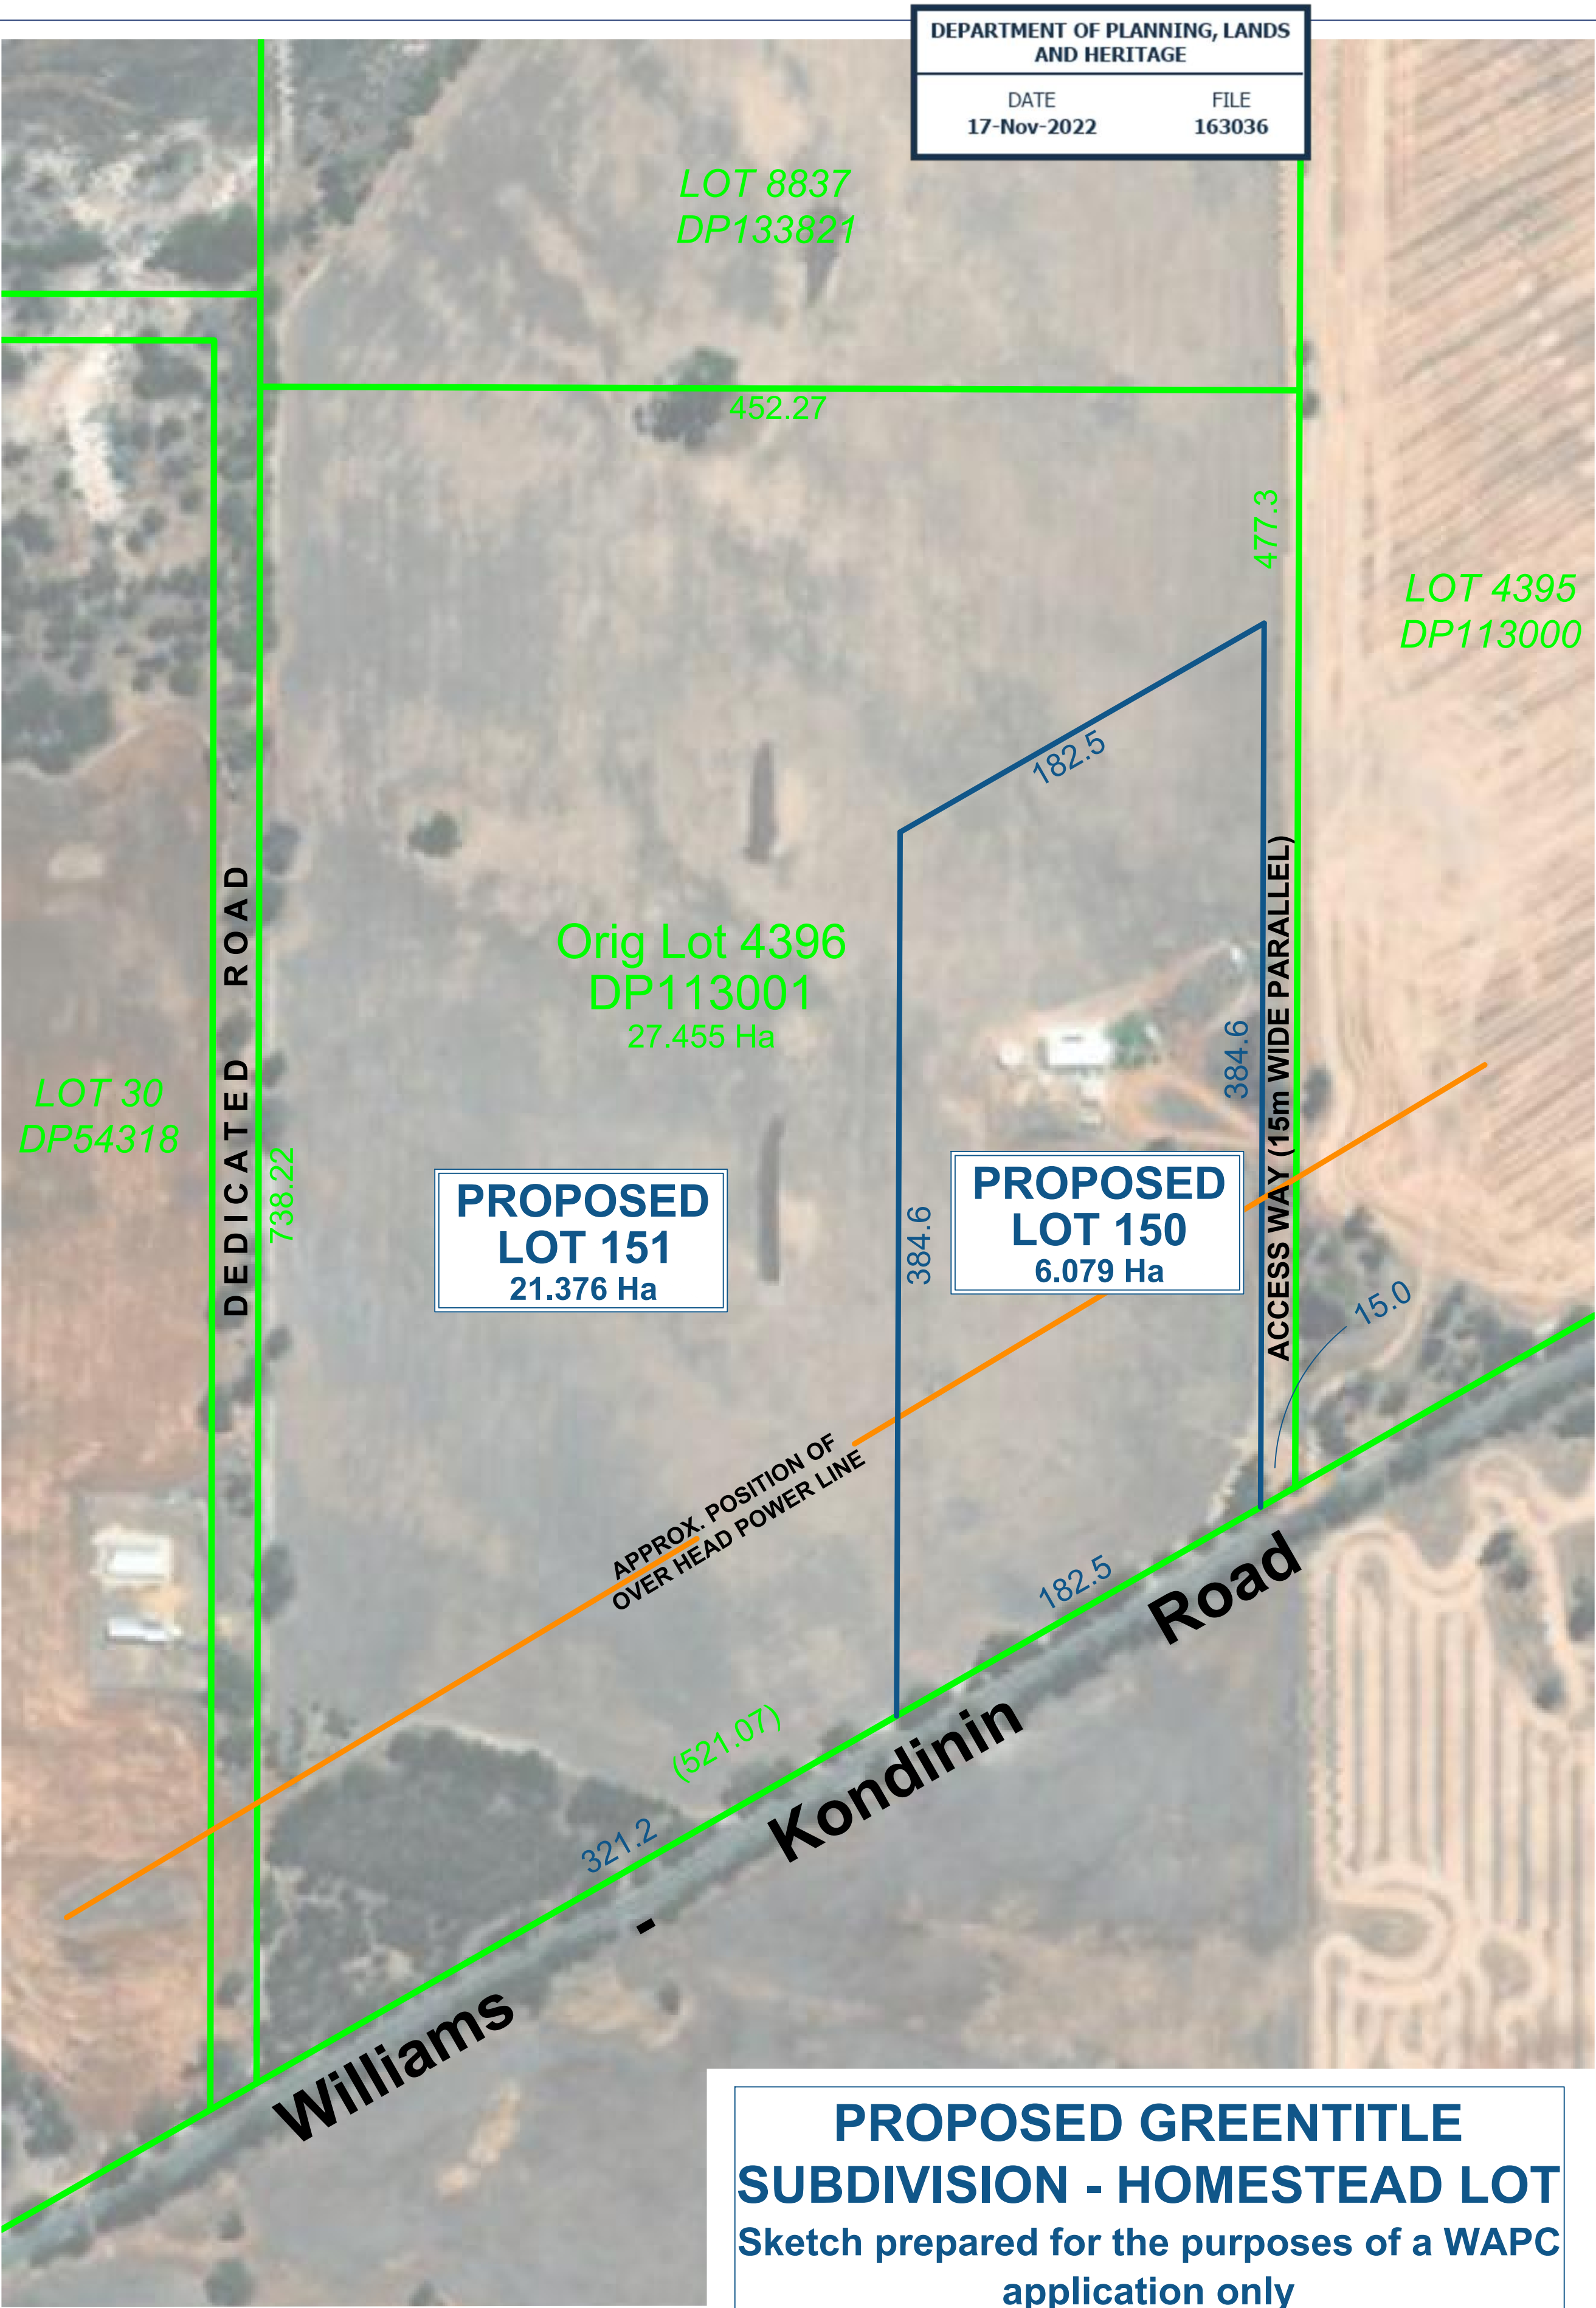 DEPARTMENT OF PLANNING, LANDS
AND HERITAGE
DATE FILE
17-Nov-2022 163036
LOT 8837
DP133821
452.27
477.3
LOT 4395
DP113000
182.5
Orig Lot 4396
DP113001
27.455 Ha
DEDICATED ROAD
738.22
LOT 30
DP54318
384.6
ACCESS WAY (15m WIDE PARALLEL)
PROPOSED
LOT 151
21.376 Ha
384.6
PROPOSED
LOT 150
6.079 Ha
15.0
APPROX. POSITION OF
OVER HEAD POWER LINE
182.5
(521.07)
321.2
Williams - Kondinin Road
PROPOSED GREENTITLE
SUBDIVISION - HOMESTEAD LOT
Sketch prepared for the purposes of a WAPC
application only